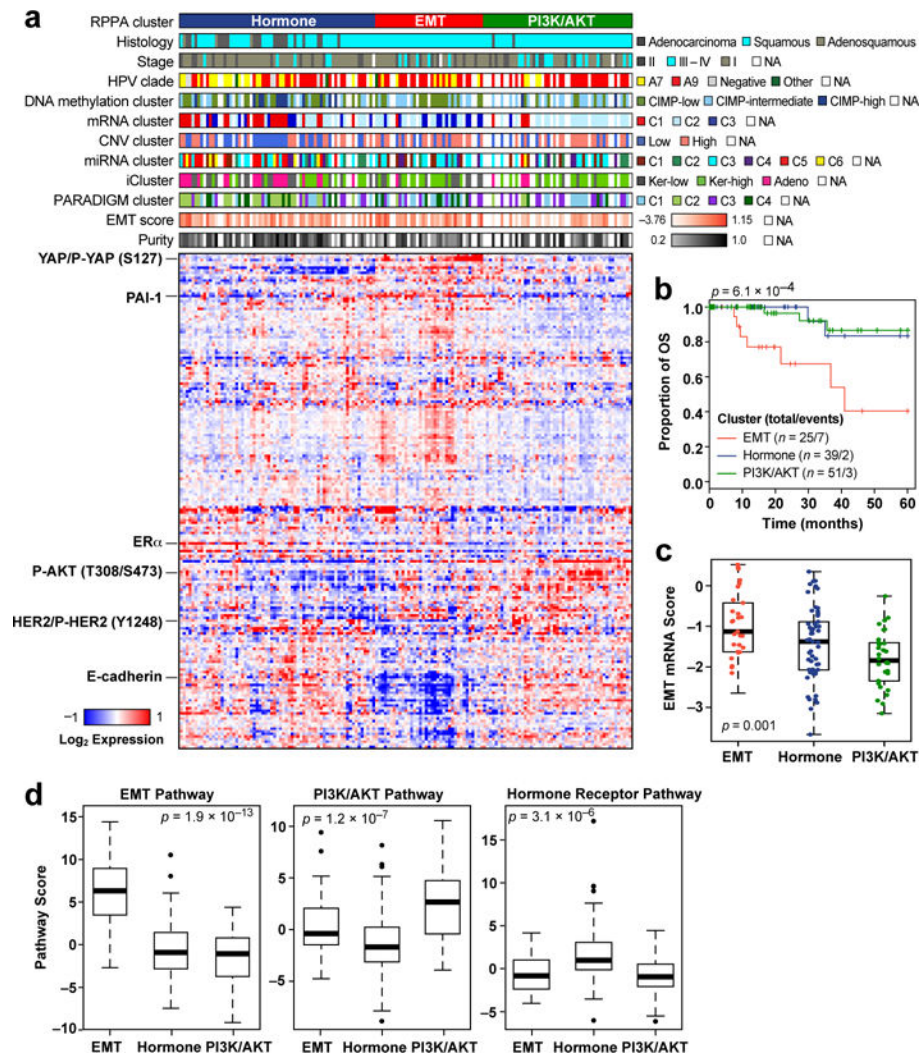 a
RPPA cluster Hormone EMT PI3K/AKT
Histology Adenocarcinoma Squamous Adenosquamous
Stage II III – IV I NA
HPV clade A7 A9 Negative Other NA
DNA methylation cluster CIMP-low CIMP-intermediate CIMP-high NA
mRNA cluster C1 C2 C3 NA
CNV cluster Low High NA
miRNA cluster C1 C2 C3 C4 C5 C6 NA
iCluster Ker-low Ker-high Adeno NA
PARADIGM cluster C1 C2 C3 C4 NA
EMT score −3.76 1.15 NA
Purity 0.2 1.0 NA
YAP/P-YAP (S127)
PAI-1
ERα
P-AKT (T308/S473)
HER2/P-HER2 (Y1248)
E-cadherin
−1 1
Log2 Expression
b
p = 6.1 × 10−4
1.0
0.8
0.6
0.4
0.2
0
Proportion of OS
Cluster (total/events)
EMT (n = 25/7)
Hormone (n = 39/2)
PI3K/AKT (n = 51/3)
0 10 20 30 40 50 60
Time (months)
c
0
−1
−2
−3
EMT mRNA Score
p = 0.001
EMT Hormone PI3K/AKT
d
EMT Pathway
p = 1.9 × 10−13
15
10
5
0
−5
−10
Pathway Score
EMT Hormone PI3K/AKT
PI3K/AKT Pathway
p = 1.2 × 10−7
10
5
0
−5
EMT Hormone PI3K/AKT
Hormone Receptor Pathway
p = 3.1 × 10−6
15
10
5
0
−5
EMT Hormone PI3K/AKT